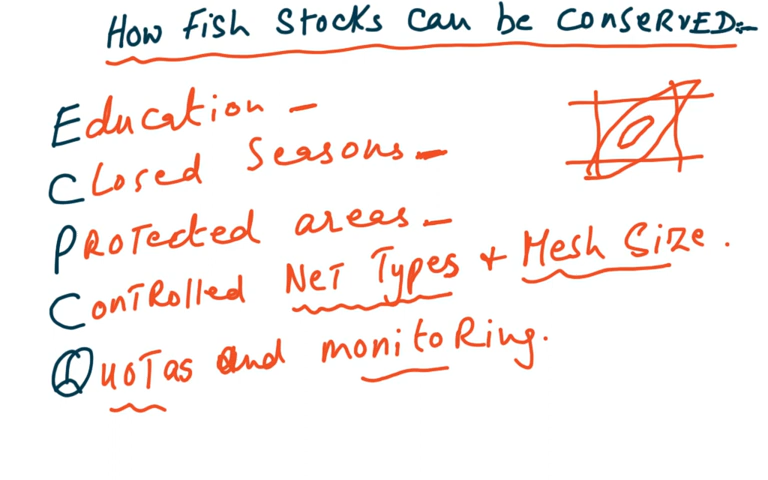 How Fish Stocks can be conseRvED:-
Education -
Closed Seasons -
PRoTected areas -
ConTRolled NeT Types + Mesh Size.
QuoTas and moniToRing.